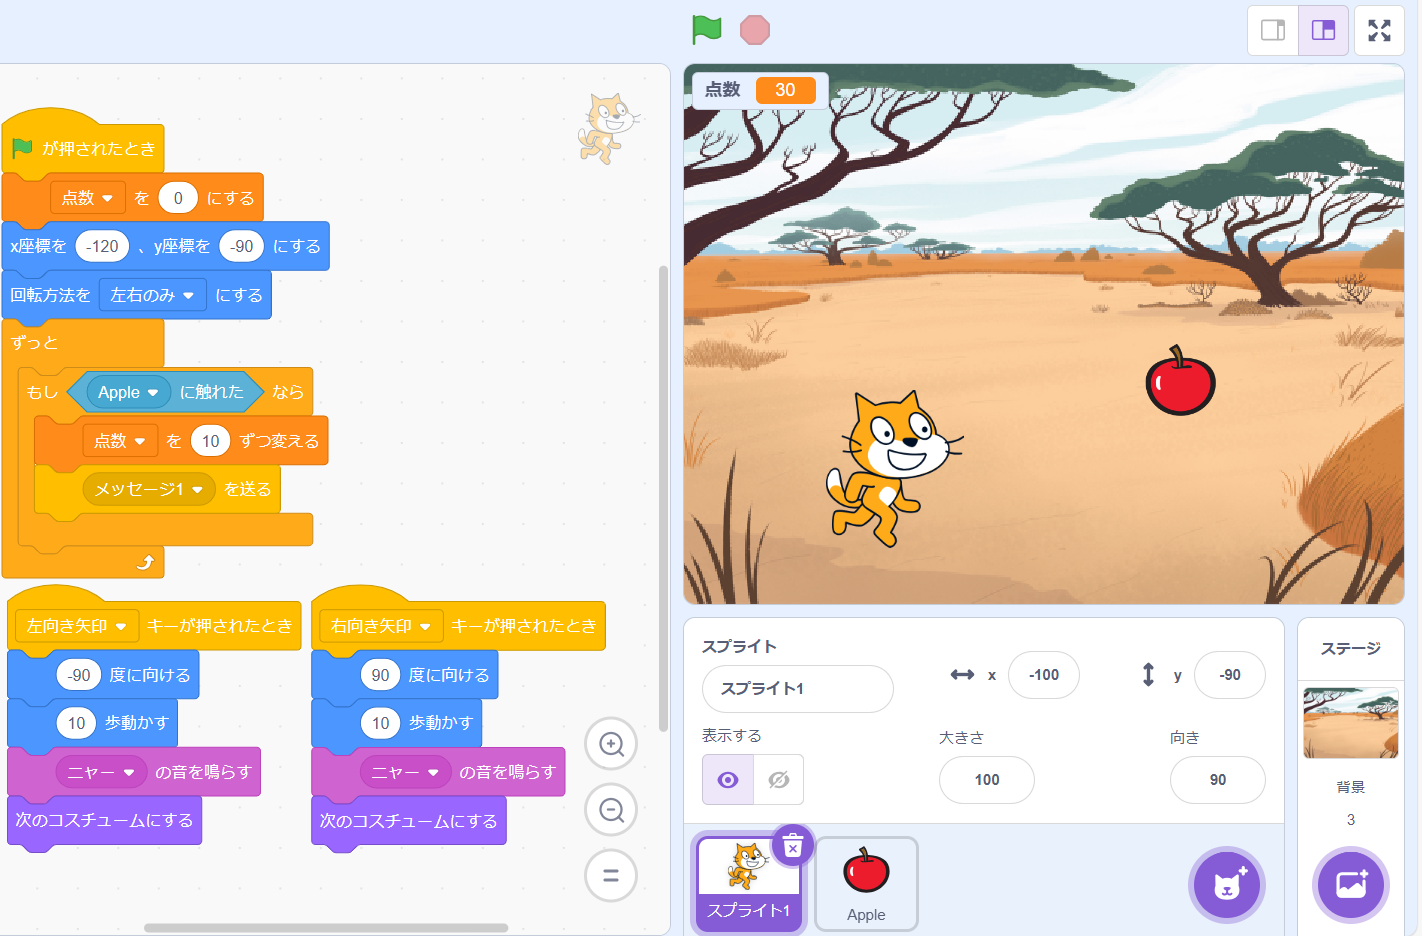 が押されたとき
点数 を 0 にする
x座標を -120 、y座標を -90 にする
回転方法を 左右のみ にする
ずっと
もし Apple に触れた なら
点数 を 10 ずつ変える
メッセージ1 を送る
左向き矢印 キーが押されたとき
-90 度に向ける
10 歩動かす
ニャー の音を鳴らす
次のコスチュームにする
右向き矢印 キーが押されたとき
90 度に向ける
10 歩動かす
ニャー の音を鳴らす
次のコスチュームにする
点数 30
スプライト
スプライト1
x -100
y -90
表示する
大きさ
100
向き
90
スプライト1
Apple
ステージ
背景
3